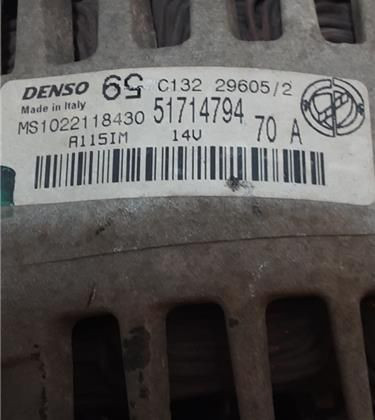 DENSO 65 C132 29605/2
Made in Italy
MS1022118430 51714794
A115IM 14V 70 A